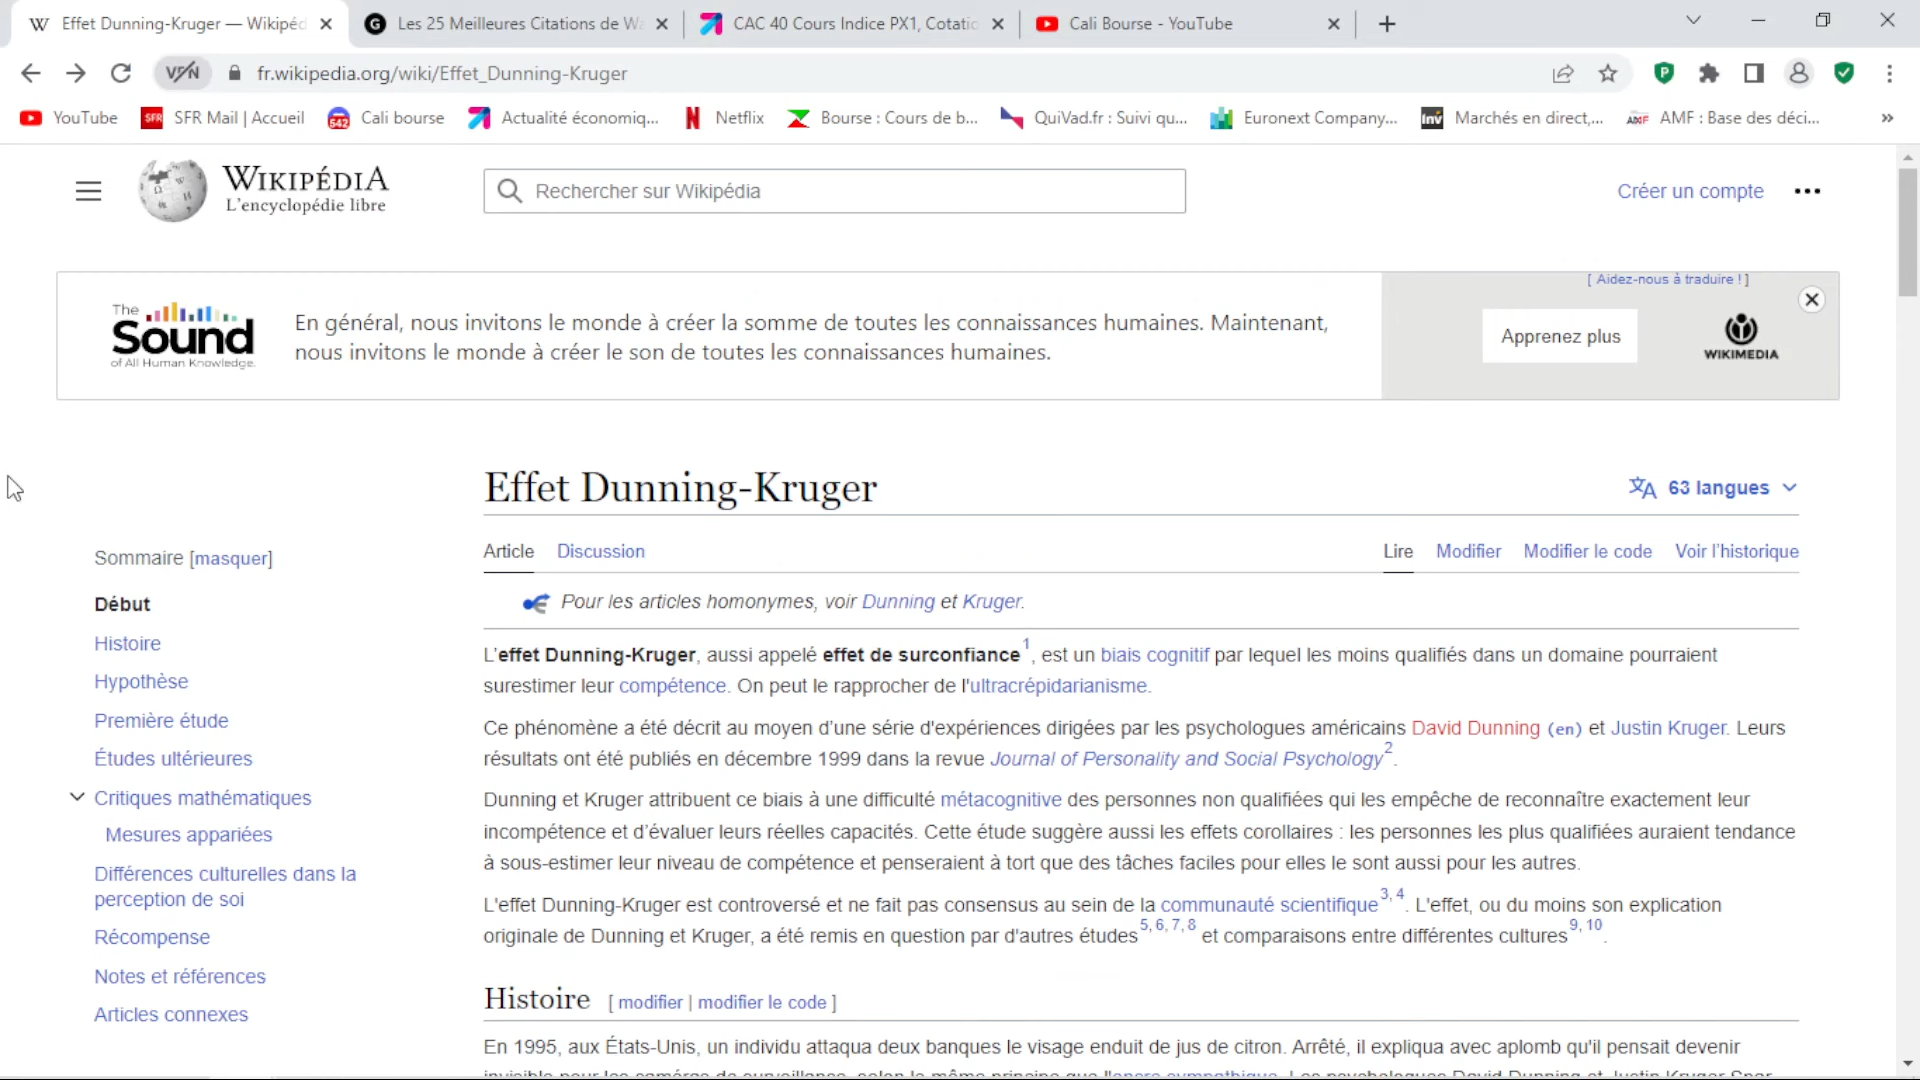 Effet Dunning-Kruger — Wikipéd
Les 25 Meilleures Citations de Wa
CAC 40 Cours Indice PX1, Cotatio
Cali Bourse - YouTube
VPN
fr.wikipedia.org/wiki/Effet_Dunning-Kruger
YouTube
SFR Mail | Accueil
Cali bourse
Actualité économiq...
Netflix
Bourse : Cours de b...
QuiVad.fr : Suivi qu...
Euronext Company...
Marchés en direct,...
AMF : Base des déci...
WIKIPÉDIA
L'encyclopédie libre
Rechercher sur Wikipédia
Créer un compte
[ Aidez-nous à traduire ! ]
The Sound
of All Human Knowledge.
En général, nous invitons le monde à créer la somme de toutes les connaissances humaines. Maintenant,
nous invitons le monde à créer le son de toutes les connaissances humaines.
Apprenez plus
WIKIMEDIA
Effet Dunning-Kruger
63 langues
Sommaire [masquer]
Début
Histoire
Hypothèse
Première étude
Études ultérieures
Critiques mathématiques
Mesures appariées
Différences culturelles dans la
perception de soi
Récompense
Notes et références
Articles connexes
Article Discussion
Lire Modifier Modifier le code Voir l'historique
Pour les articles homonymes, voir Dunning et Kruger.
L'effet Dunning-Kruger, aussi appelé effet de surconfiance1, est un biais cognitif par lequel les moins qualifiés dans un domaine pourraient
surestimer leur compétence. On peut le rapprocher de l'ultracrépidarianisme.
Ce phénomène a été décrit au moyen d'une série d'expériences dirigées par les psychologues américains David Dunning (en) et Justin Kruger. Leurs
résultats ont été publiés en décembre 1999 dans la revue Journal of Personality and Social Psychology2.
Dunning et Kruger attribuent ce biais à une difficulté métacognitive des personnes non qualifiées qui les empêche de reconnaître exactement leur
incompétence et d'évaluer leurs réelles capacités. Cette étude suggère aussi les effets corollaires : les personnes les plus qualifiées auraient tendance
à sous-estimer leur niveau de compétence et penseraient à tort que des tâches faciles pour elles le sont aussi pour les autres.
L'effet Dunning-Kruger est controversé et ne fait pas consensus au sein de la communauté scientifique3, 4. L'effet, ou du moins son explication
originale de Dunning et Kruger, a été remis en question par d'autres études5, 6, 7, 8 et comparaisons entre différentes cultures9, 10.
Histoire [ modifier | modifier le code ]
En 1995, aux États-Unis, un individu attaqua deux banques le visage enduit de jus de citron. Arrêté, il expliqua avec aplomb qu'il pensait devenir